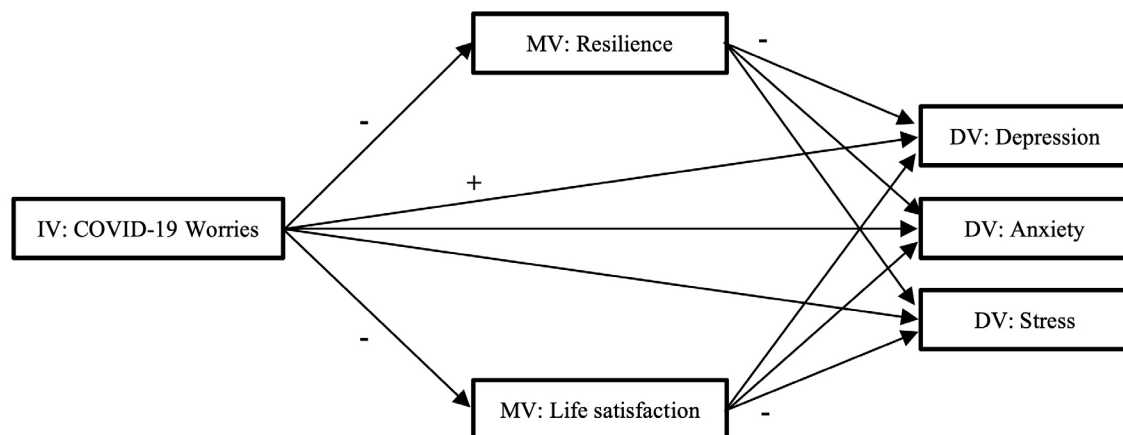 MV: Resilience
-
-
DV: Depression
+
IV: COVID-19 Worries
DV: Anxiety
DV: Stress
-
MV: Life satisfaction
-